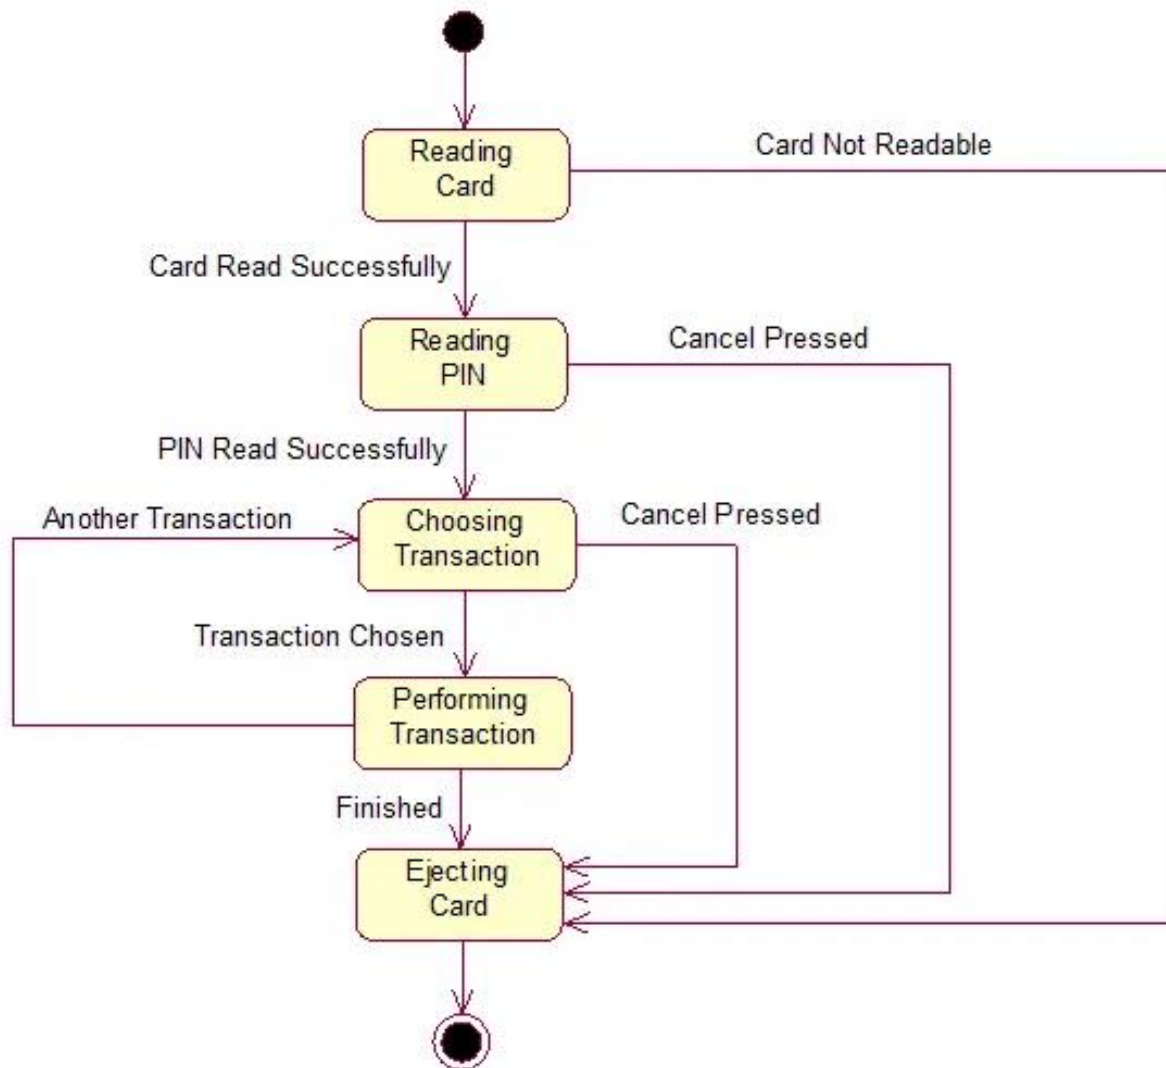 Reading
Card
Card Not Readable
Card Read Successfully
Reading
PIN
Cancel Pressed
PIN Read Successfully
Another Transaction
Choosing
Transaction
Cancel Pressed
Transaction Chosen
Performing
Transaction
Finished
Ejecting
Card